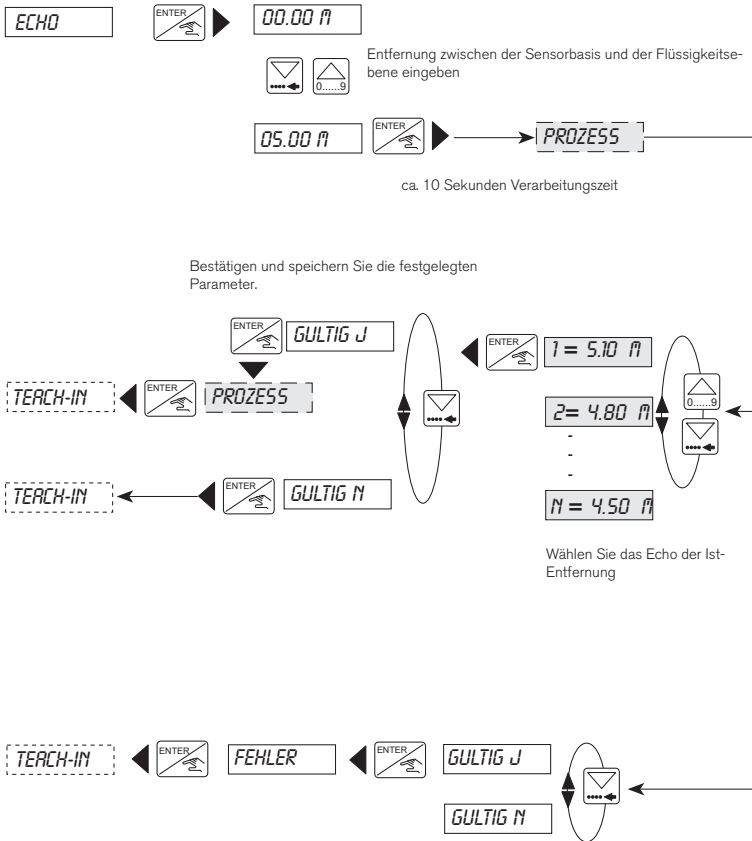 ECHO
ENTER
00.00 M
0......9
Entfernung zwischen der Sensorbasis und der Flüssigkeitse-
bene eingeben
05.00 M
ENTER
PROZESS
ca. 10 Sekunden Verarbeitungszeit
Bestätigen und speichern Sie die festgelegten
Parameter.
ENTER
GULTIG J
ENTER
1 = 5.10 M
TEACH-IN
ENTER
PROZESS
0......9
2= 4.80 M
-
-
-
TEACH-IN
ENTER
GULTIG N
N = 4.50 M
Wählen Sie das Echo der Ist-
Entfernung
TEACH-IN
ENTER
FEHLER
ENTER
GULTIG J
GULTIG N